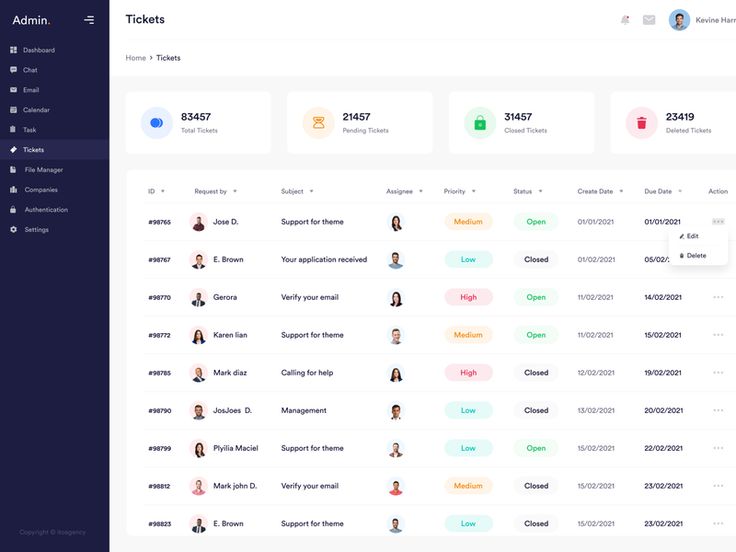 Admin.
Tickets
Kevine Harr
Dashboard
Chat
Email
Calendar
Task
Tickets
File Manager
Companies
Authentication
Settings
Copyright © itoagency
Home > Tickets
83457
Total Tickets
21457
Pending Tickets
31457
Closed Tickets
23419
Deleted Tickets
ID Request by Subject Assignee Priority Status Create Date Due Date Action
#98765 Jose D. Support for theme Medium Open 01/01/2021 01/01/2021
Edit
Delete
#98767 E. Brown Your application received Low Closed 01/02/2021 05/02/
#98770 Gerora Verify your email High Open 11/02/2021 14/02/2021
#98772 Karen lian Support for theme Medium Open 11/02/2021 15/02/2021
#98785 Mark diaz Calling for help High Closed 12/02/2021 19/02/2021
#98790 JosJoes D. Management Low Closed 13/02/2021 20/02/2021
#98799 Plyilia Maciel Support for theme Low Open 15/02/2021 22/02/2021
#98812 Mark john D. Verify your email Medium Closed 15/02/2021 23/02/2021
#98823 E. Brown Support for theme Low Closed 15/02/2021 23/02/2021